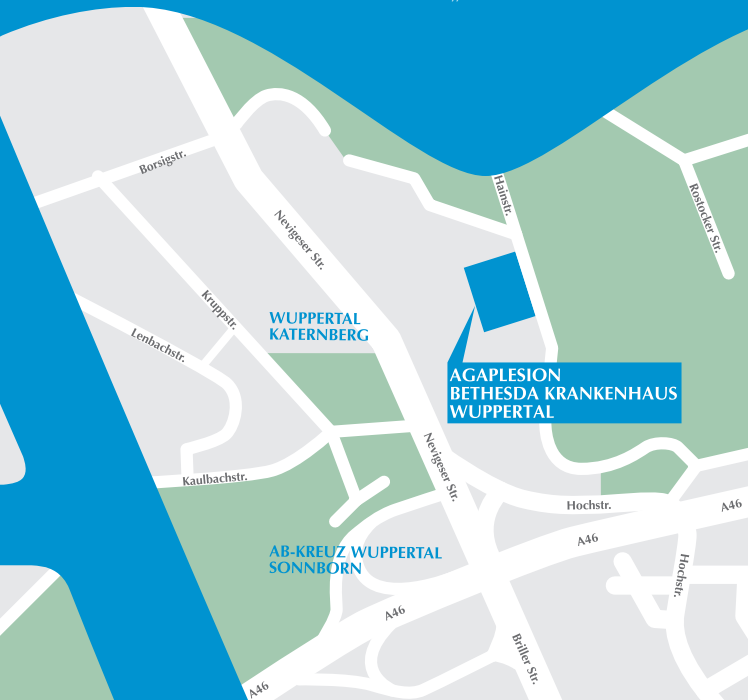 Borsigstr.
Hainstr.
Rostocker Str.
Nevigeser Str.
Kruppstr.
WUPPERTAL
KATERNBERG
Lenbachstr.
AGAPLESION
BETHESDA KRANKENHAUS
WUPPERTAL
Nevigeser Str.
Kaulbachstr.
Hochstr.
A46
A46
AB-KREUZ WUPPERTAL
SONNBORN
Hochstr.
A46
Briller Str.
A46